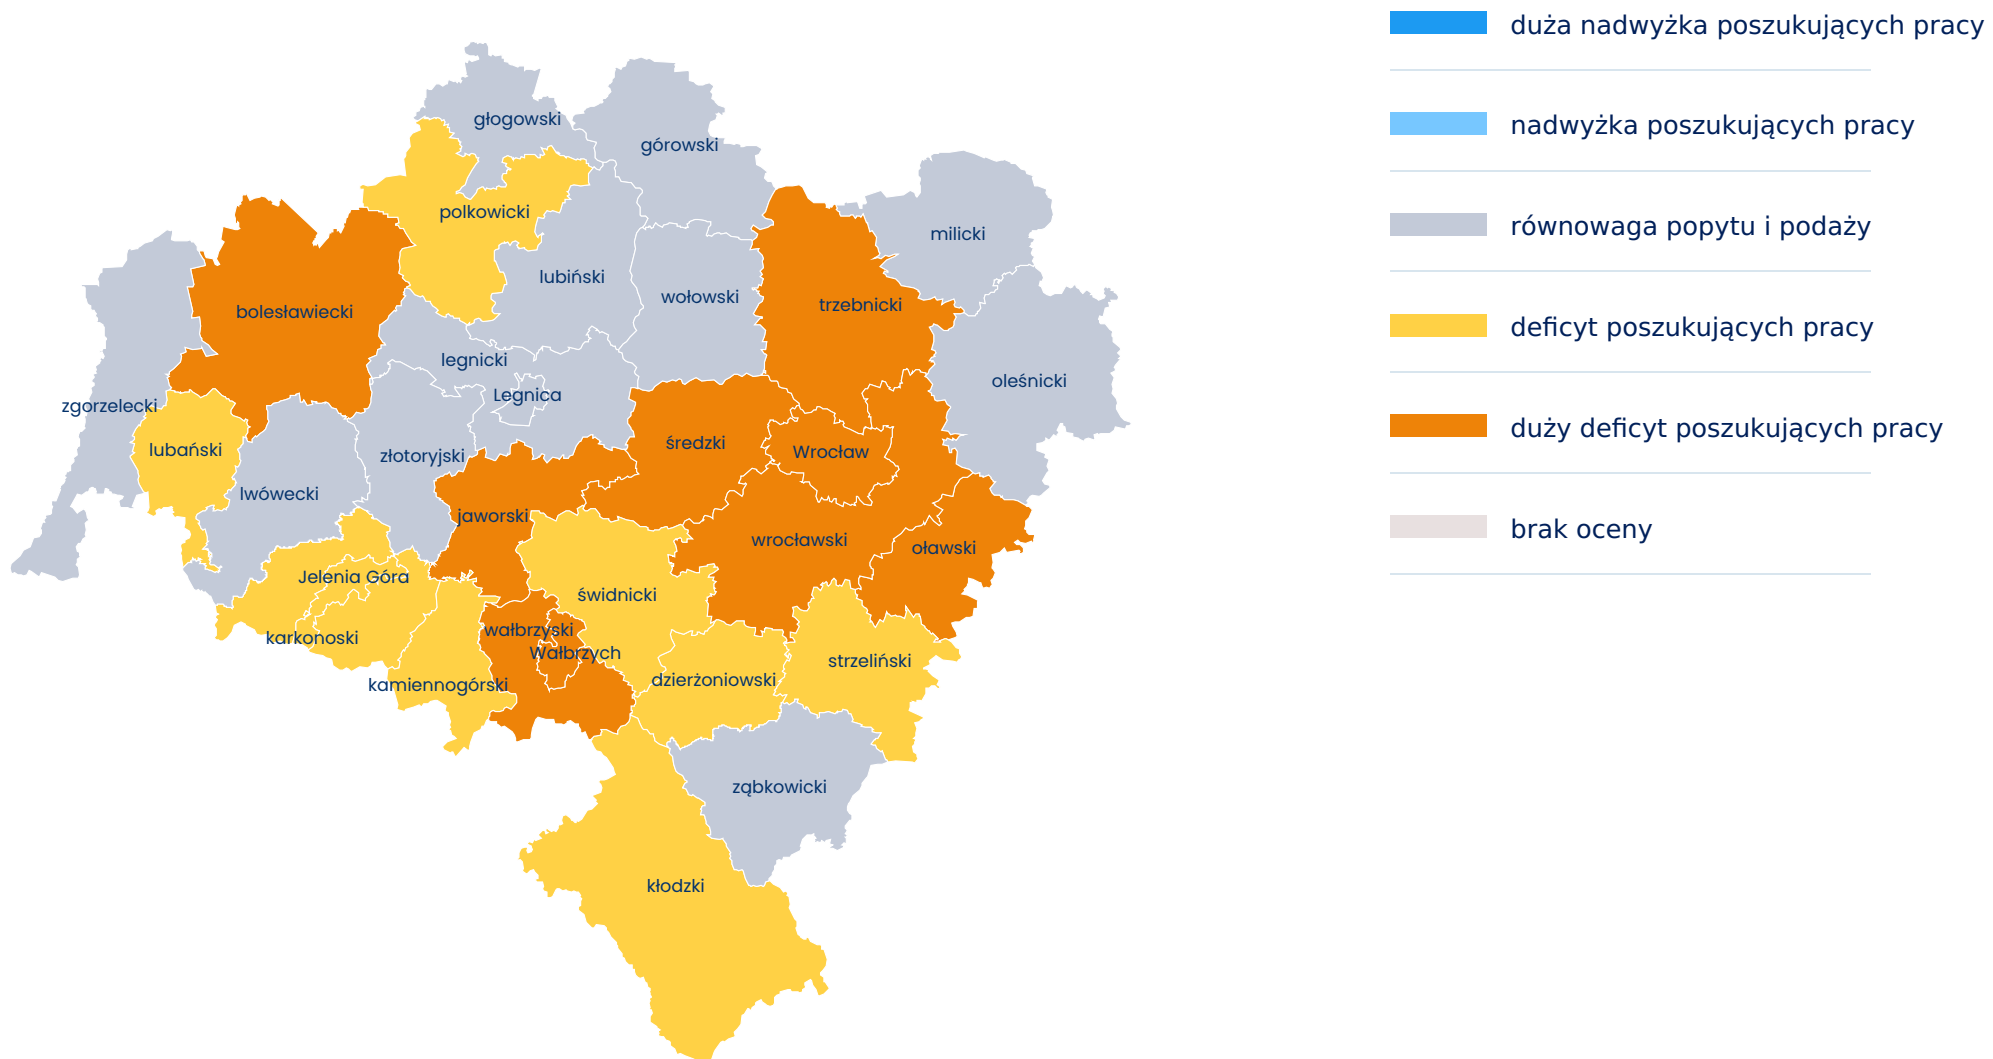 duża nadwyżka poszukujących pracy
nadwyżka poszukujących pracy
równowaga popytu i podaży
deficyt poszukujących pracy
duży deficyt poszukujących pracy
brak oceny
głogowski
górowski
polkowicki
milicki
lubiński
wołowski
trzebnicki
bolesławiecki
legnicki
oleśnicki
Legnica
zgorzelecki
średzki
lubański
złotoryjski
Wrocław
lwówecki
jaworski
wrocławski
oławski
Jelenia Góra
świdnicki
wałbrzyski
karkonoski
Wałbrzych
strzeliński
kamiennogórski
dzierżoniowski
ząbkowicki
kłodzki